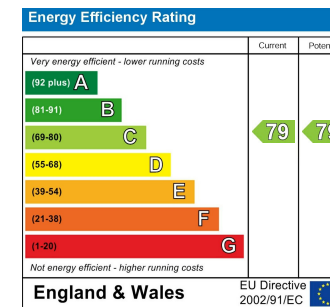 Energy Efficiency Rating
Current Poten
Very energy efficient - lower running costs
(92 plus) A
(81-91) B
(69-80) C 79 79
(55-68) D
(39-54) E
(21-38) F
(1-20) G
Not energy efficient - higher running costs
England & Wales
EU Directive
2002/91/EC